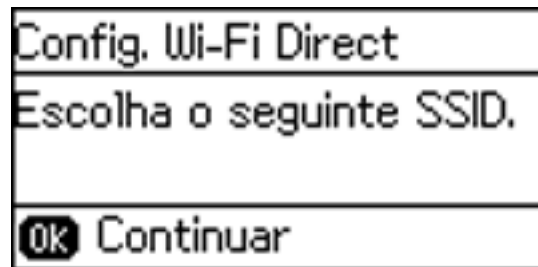 Config. Wi-Fi Direct
Escolha o seguinte SSID.
OK Continuar